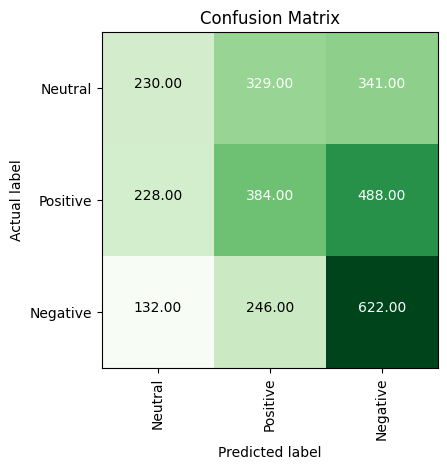 Confusion Matrix
Actual label
Neutral 230.00 329.00 341.00
Positive 228.00 384.00 488.00
Negative 132.00 246.00 622.00
Neutral Positive Negative
Predicted label